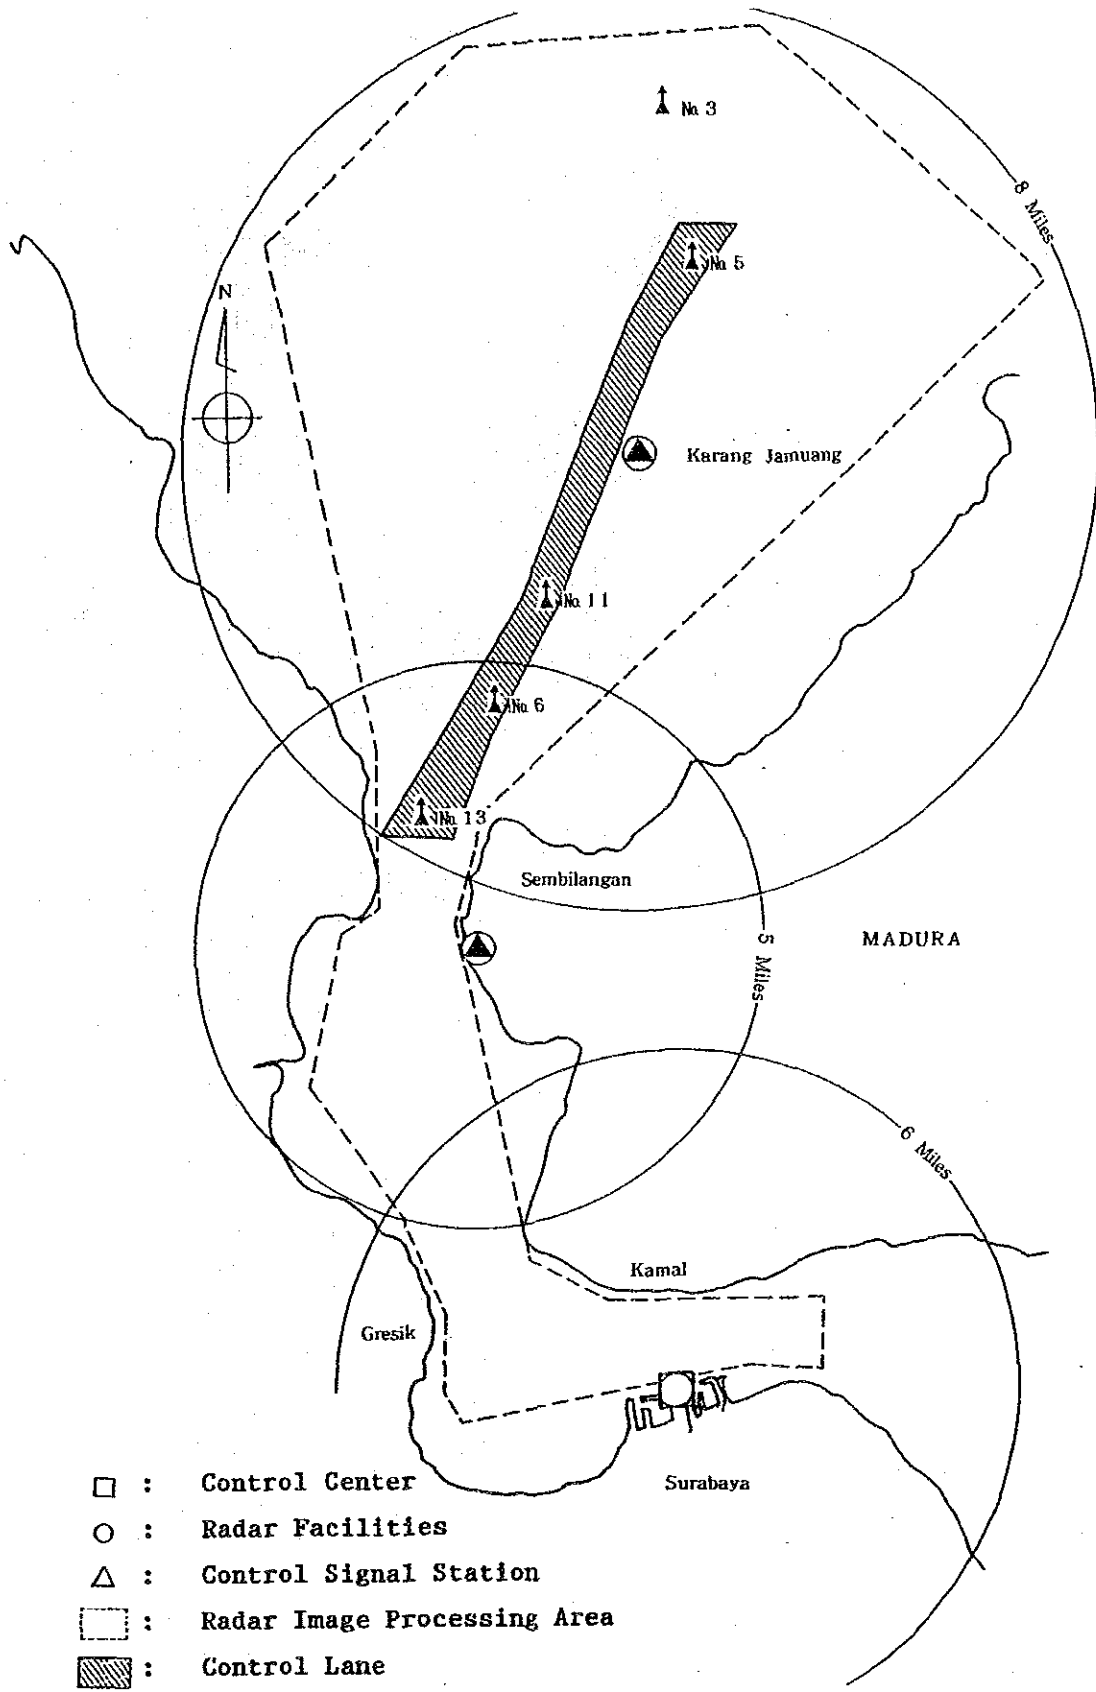 No. 3
8 Miles
No. 5
N
Karang Jamuang
No. 11
No. 6
No. 13
Sembilangan
MADURA
5 Miles
6 Miles
Kamal
Gresik
Surabaya
□ : Control Center
○ : Radar Facilities
△ : Control Signal Station
: Radar Image Processing Area
: Control Lane